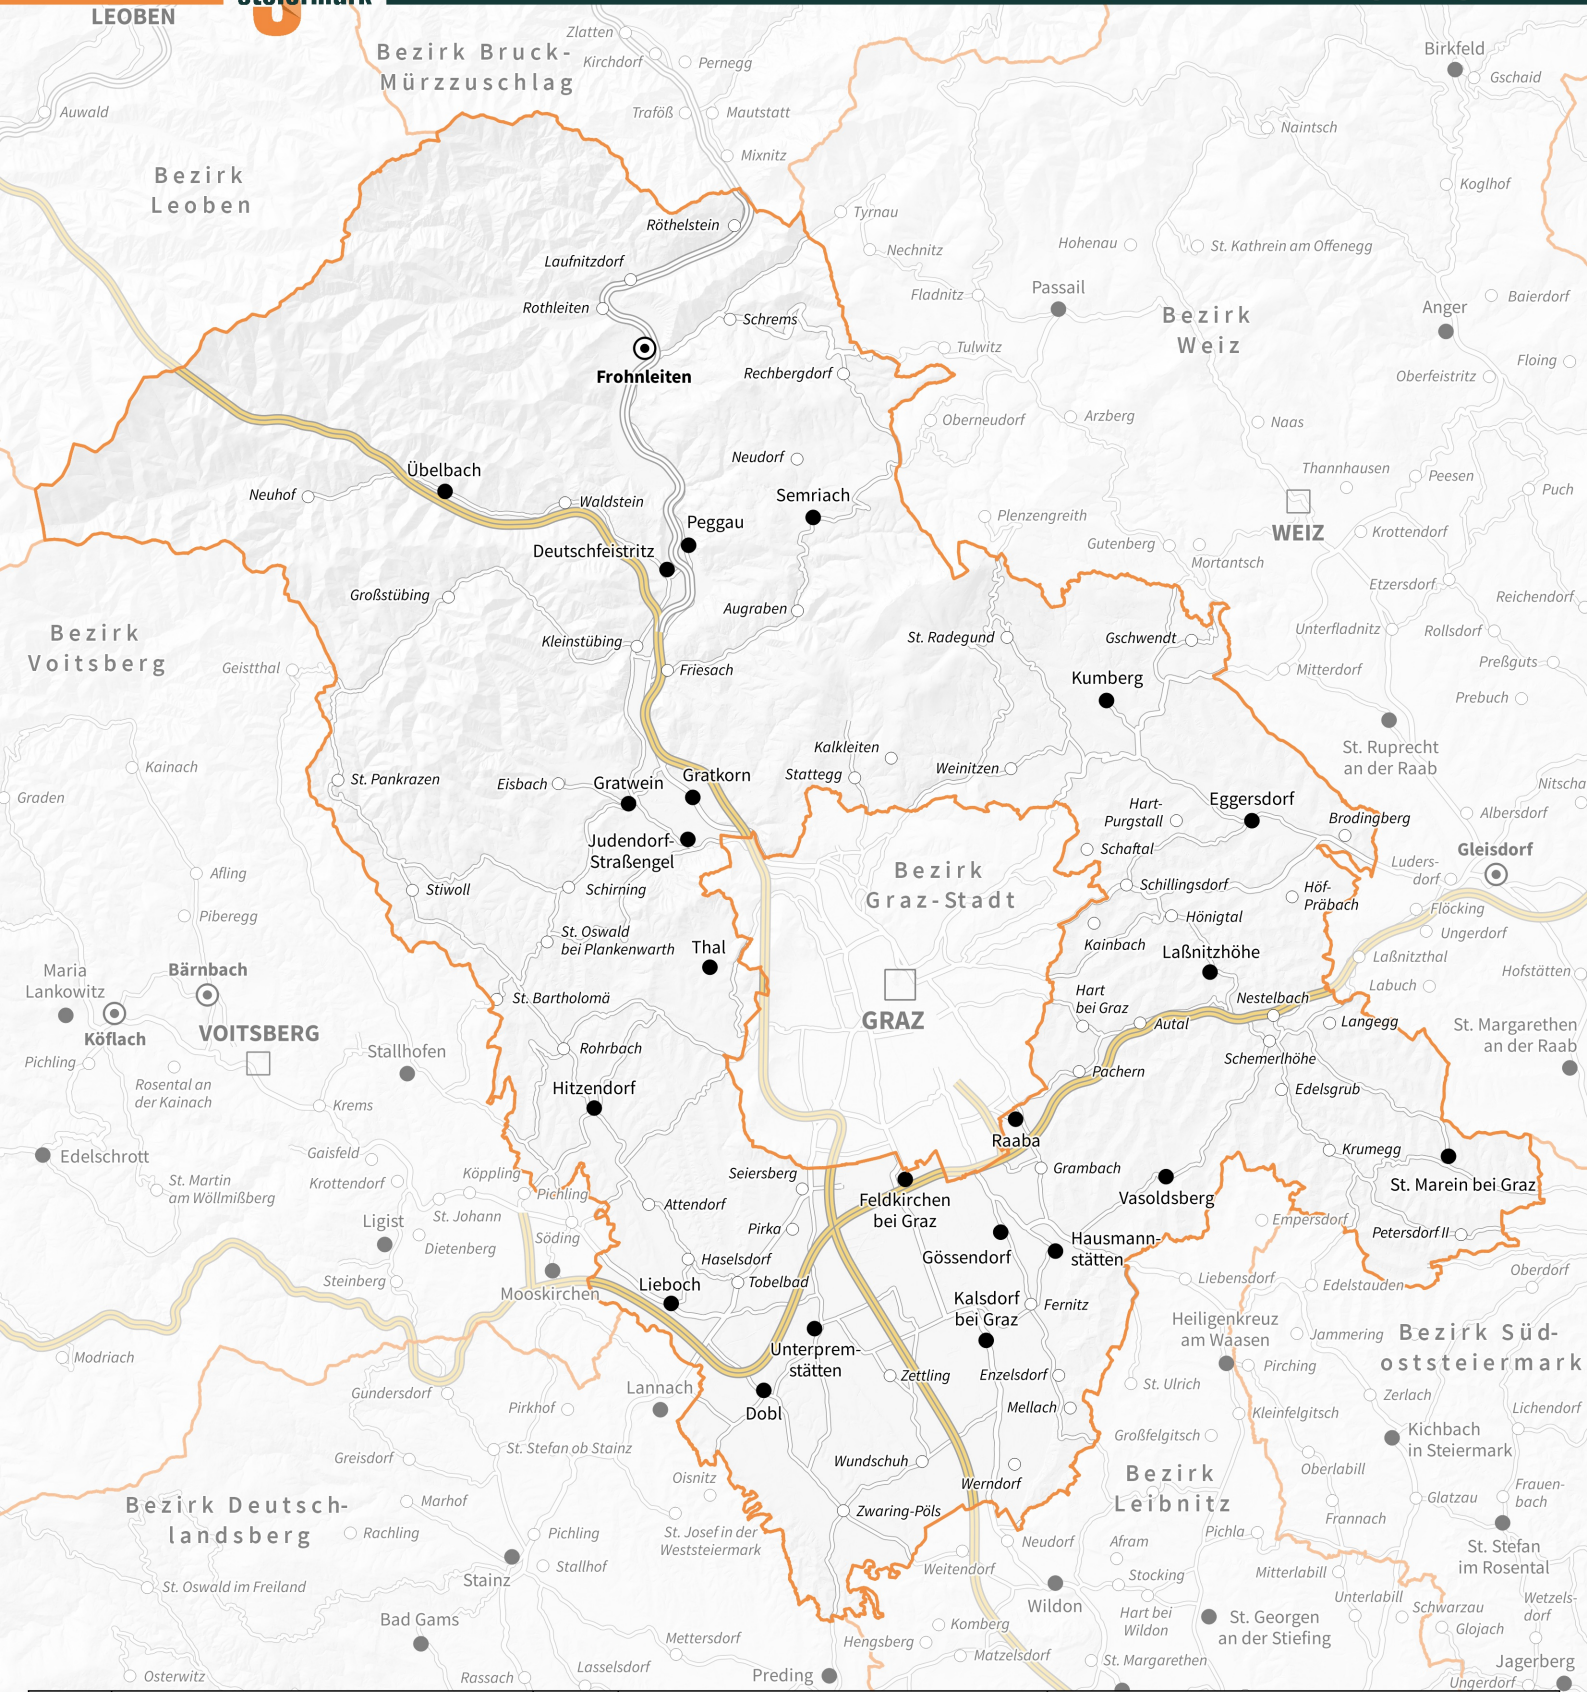 Steiermark
LEOBEN
Bezirk Bruck-
Mürzzuschlag
Zlatten
Kirchdorf
Pernegg
Birkfeld
Gschaid
Auwald
Traföß
Mautstatt
Naintsch
Mixnitz
Bezirk
Leoben
Koglhof
Röthelstein
Tyrnau
Nechnitz
Hohenau
St. Kathrein am Offenegg
Laufnitzdorf
Rothleiten
Fladnitz
Passail
Baierdorf
Anger
Schrems
Bezirk
Weiz
Tulwitz
Floing
Frohnleiten
Rechbergdorf
Oberfeistritz
Oberneudorf
Arzberg
Naas
Neudorf
Übelbach
Thannhausen
Peesen
Puch
Neuhof
Waldstein
Semriach
Peggau
Plenzengreith
WEIZ
Krottendorf
Deutschfeistritz
Gutenberg
Mortantsch
Etzersdorf
Großstübing
Augraben
Reichendorf
Bezirk
Voitsberg
Kleinstübing
St. Radegund
Gschwendt
Unterfladnitz
Rollsdorf
Geistthal
Friesach
Mitterdorf
Preßguts
Kumberg
Prebuch
St. Ruprecht
an der Raab
Kainach
Kalkleiten
Stattegg
Weinitzen
St. Pankrazen
Eisbach
Gratwein
Gratkorn
Nitscha
Graden
Hart-
Purgstall
Eggersdorf
Brodingberg
Albersdorf
Judendorf-
Straßengel
Schaftal
Gleisdorf
Luders-
dorf
Bezirk
Graz-Stadt
Afling
Stiwoll
Schirning
Schillingsdorf
Höf-
Präbach
Piberegg
Hönigtal
Flöcking
Ungerdorf
St. Oswald
bei Plankenwarth
Thal
Kainbach
Laßnitzhöhe
Laßnitzthal
Maria
Lankowitz
Bärnbach
Hofstätten
Labuch
St. Bartholomä
Hart
bei Graz
Nestelbach
Köflach
VOITSBERG
GRAZ
Autal
Langegg
St. Margarethen
an der Raab
Stallhofen
Rohrbach
Schemerlhöhe
Pichling
Pachern
Rosental an
der Kainach
Hitzendorf
Edelsgrub
Krems
Raaba
Edelschrott
Gaisfeld
Krumegg
Krottendorf
Köppling
Seiersberg
Grambach
St. Martin
am Wöllmißberg
Pichling
Attendorf
Vasoldsberg
St. Marein bei Graz
Feldkirchen
bei Graz
Ligist
St. Johann
Empersdorf
Pirka
Petersdorf II
Dietenberg
Söding
Gössendorf
Hausmann-
stätten
Haselsdorf
Steinberg
Mooskirchen
Lieboch
Tobelbad
Liebensdorf
Edelstauden
Oberdorf
Kalsdorf
bei Graz
Fernitz
Heiligenkreuz
am Waasen
Jammering
Bezirk Süd-
oststeiermark
Modriach
Unterprem-
stätten
Zettling
Enzelsdorf
Pirching
Gundersdorf
Lannach
St. Ulrich
Zerlach
Pirkhof
Dobl
Mellach
Kleinfelgitsch
Lichendorf
Großfelgitsch
Kichbach
in Steiermark
Greisdorf
St. Stefan ob Stainz
Wundschuh
Oisnitz
Werndorf
Bezirk
Leibnitz
Oberlabill
Frauen-
bach
Bezirk Deutsch-
landsberg
Marhof
Glatzau
Zwaring-Pöls
Frannach
Rachling
Pichling
St. Josef in der
Weststeiermark
Neudorf
Afram
Pichla
St. Stefan
im Rosental
Stallhof
Weitendorf
Stocking
Mitterlabill
Stainz
St. Oswald im Freiland
Wildon
Unterlabill
Schwarzau
Wetzels-
dorf
Bad Gams
Hart bei
Wildon
St. Georgen
an der Stiefing
Komberg
Glojach
Mettersdorf
Hengsberg
Matzelsdorf
St. Margarethen
Jagerberg
Osterwitz
Rassach
Lasselsdorf
Preding
Ungerdorf